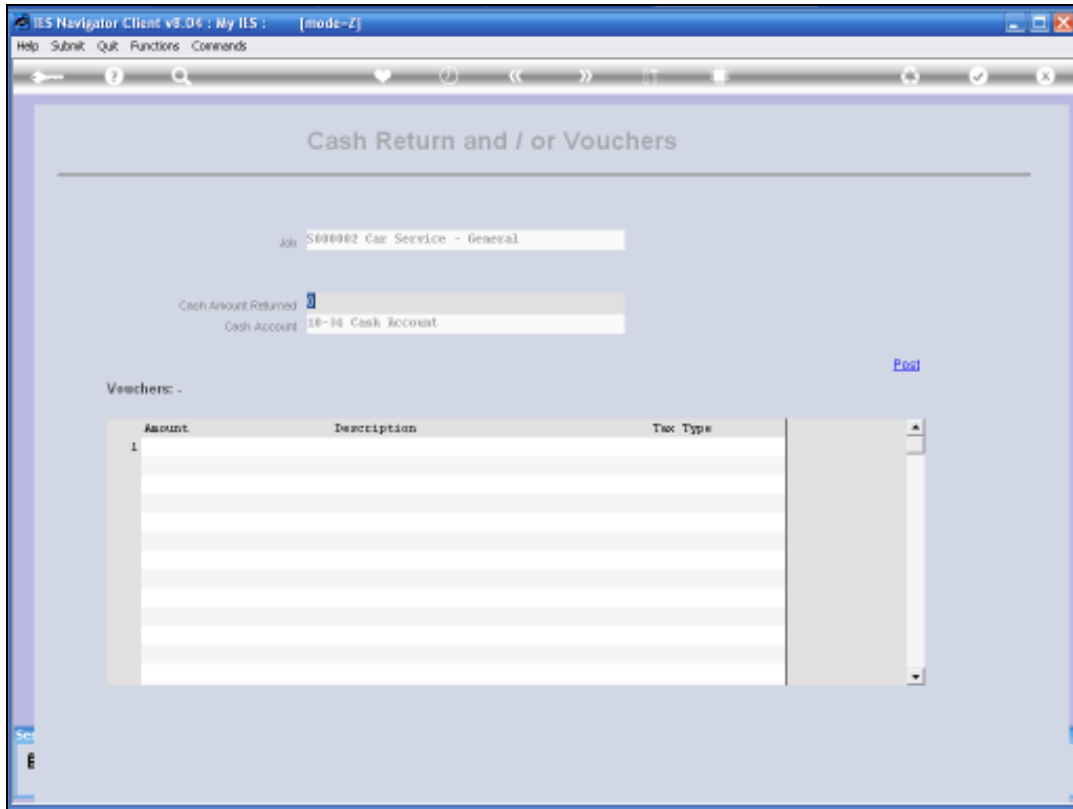 IES Navigator Client v8.04 : My IES : [mode=Z]
Help Submit Quit Functions Commands
Cash Return and / or Vouchers
Job S000002 Car Service - General
Cash Amount Returned 0
Cash Account 18-34 Cash Account
Post
Vouchers: -
Amount Description Tax Type
1